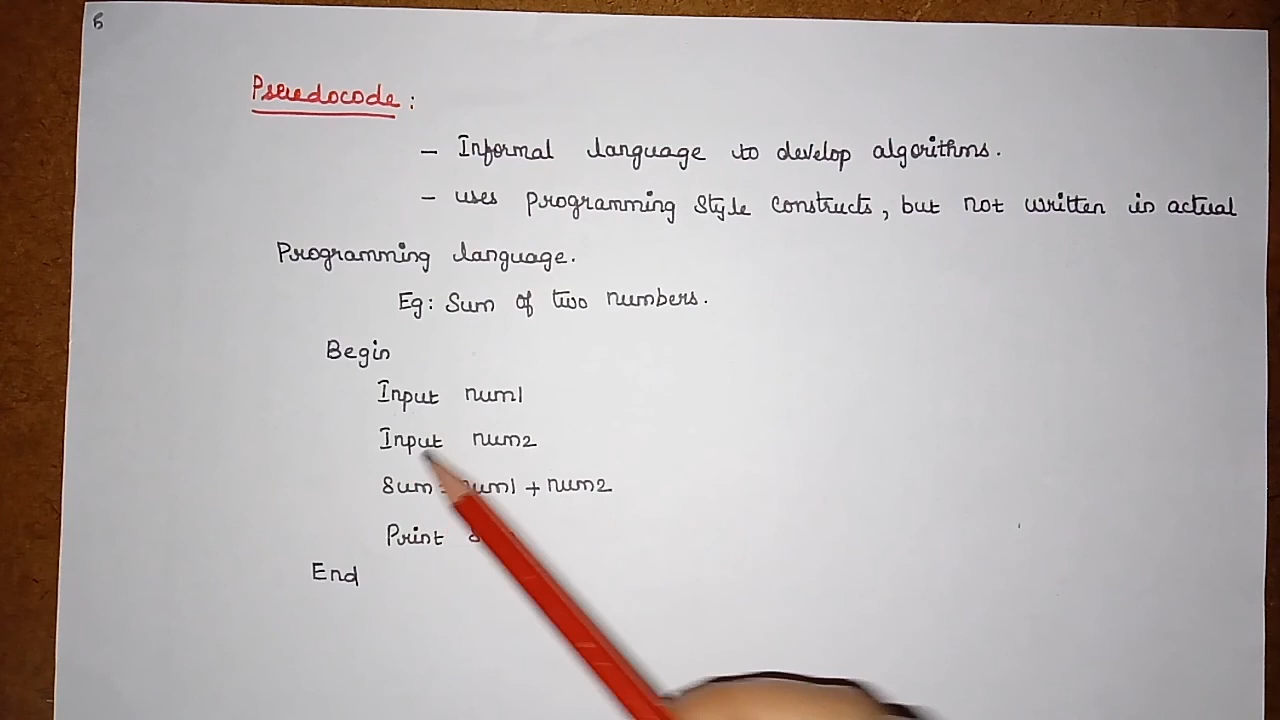 B
Pseudocode :
- Informal language to develop algorithms.
- uses programming style constructs, but not written in actual
Programming language.
Eg: Sum of two numbers.
Begin
Input num1
Input num2
Sum = num1 + num2
Print
End